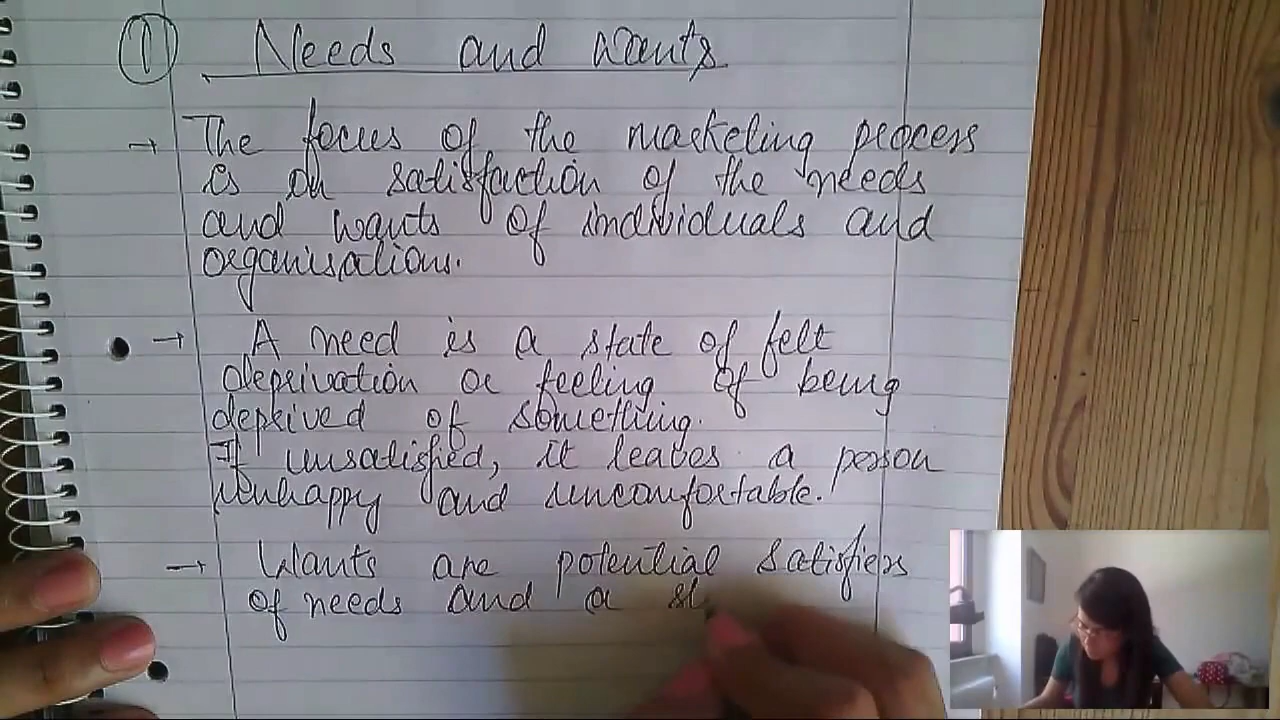 ① Needs and wants
→ The focus of the marketing process
is on satisfaction of the needs
and wants of individuals and
organisations.
→ A need is a state of felt
deprivation or feeling of being
deprived of something.
If unsatisfied, it leaves a person
unhappy and uncomfortable.
→ Wants are potential satisfiers
of needs and a st